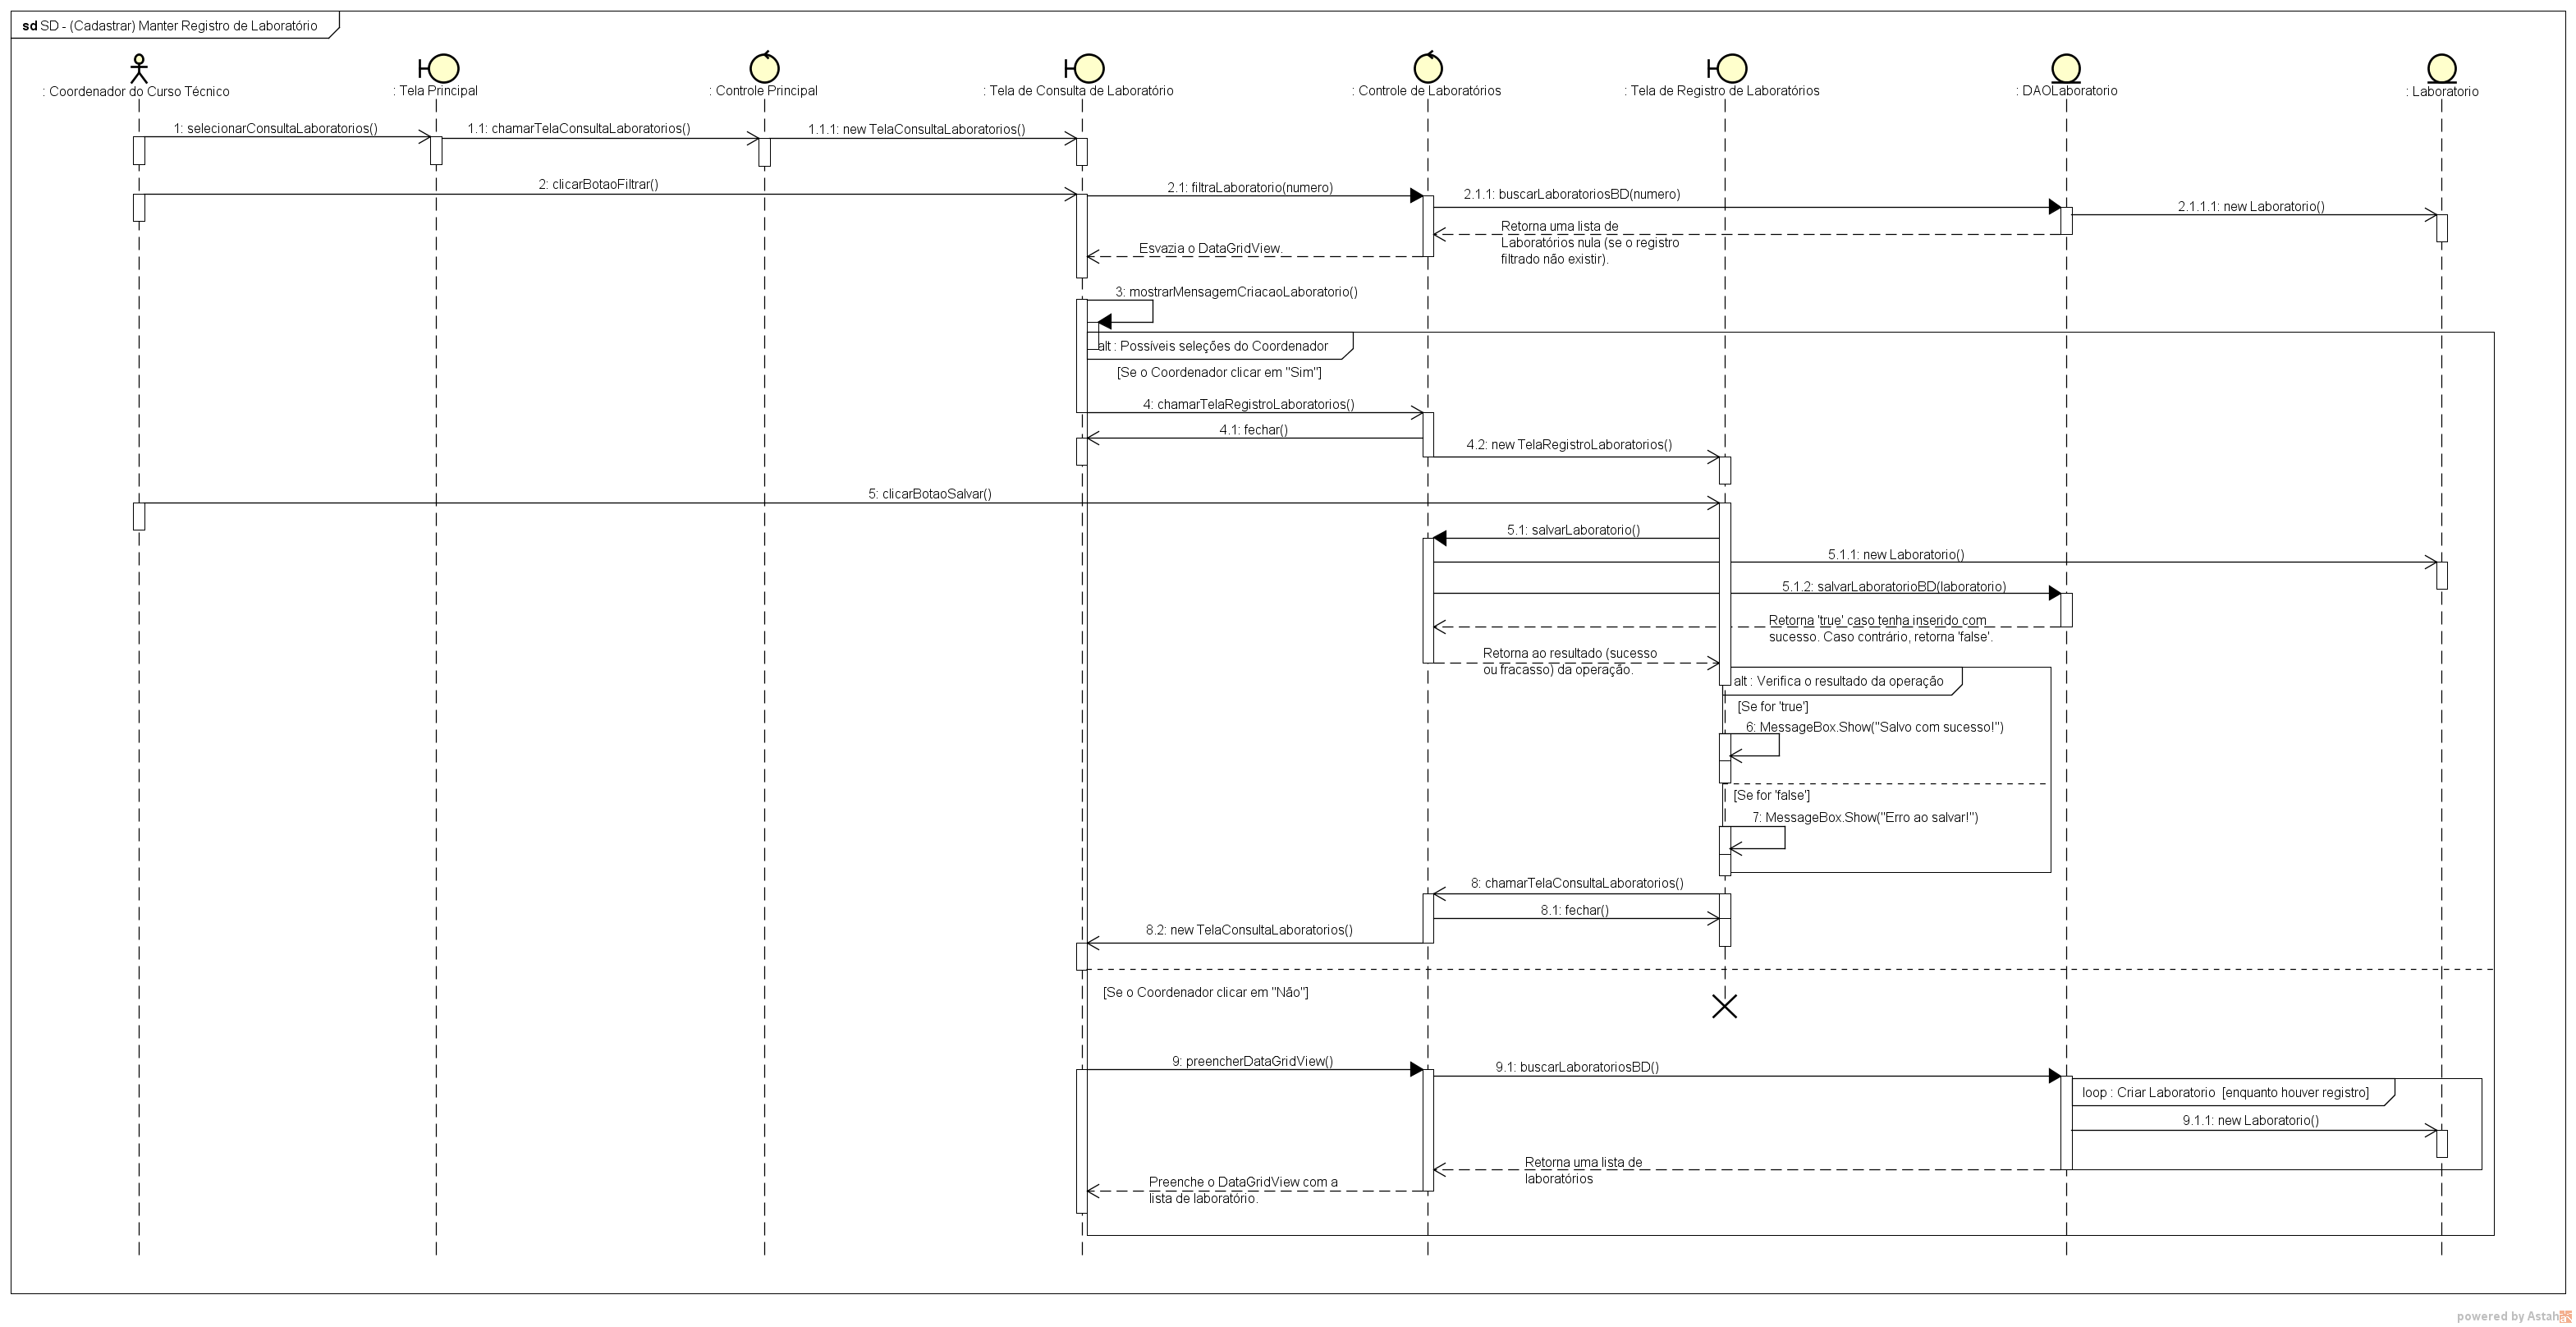 sd SD - (Cadastrar) Manter Registro de Laboratório
: Coordenador do Curso Técnico
: Tela Principal
: Controle Principal
: Tela de Consulta de Laboratório
: Controle de Laboratórios
: Tela de Registro de Laboratórios
: DAOLaboratorio
: Laboratorio
1: selecionarConsultaLaboratorios()
1.1: chamarTelaConsultaLaboratorios()
1.1.1: new TelaConsultaLaboratorios()
2: clicarBotaoFiltrar()
2.1: filtraLaboratorio(numero)
2.1.1: buscarLaboratoriosBD(numero)
2.1.1.1: new Laboratorio()
Retorna uma lista de
Laboratórios nula (se o registro
filtrado não existir).
Esvazia o DataGridView.
3: mostrarMensagemCriacaoLaboratorio()
alt : Possíveis seleções do Coordenador
[Se o Coordenador clicar em "Sim"]
4: chamarTelaRegistroLaboratorios()
4.1: fechar()
4.2: new TelaRegistroLaboratorios()
5: clicarBotaoSalvar()
5.1: salvarLaboratorio()
5.1.1: new Laboratorio()
5.1.2: salvarLaboratorioBD(laboratorio)
Retorna 'true' caso tenha inserido com
sucesso. Caso contrário, retorna 'false'.
Retorna ao resultado (sucesso
ou fracasso) da operação.
alt : Verifica o resultado da operação
[Se for 'true']
6: MessageBox.Show("Salvo com sucesso!")
[Se for 'false']
7: MessageBox.Show("Erro ao salvar!")
8: chamarTelaConsultaLaboratorios()
8.1: fechar()
8.2: new TelaConsultaLaboratorios()
[Se o Coordenador clicar em "Não"]
9: preencherDataGridView()
9.1: buscarLaboratoriosBD()
loop : Criar Laboratorio [enquanto houver registro]
9.1.1: new Laboratorio()
Retorna uma lista de
laboratórios
Preenche o DataGridView com a
lista de laboratório.
powered by Astah